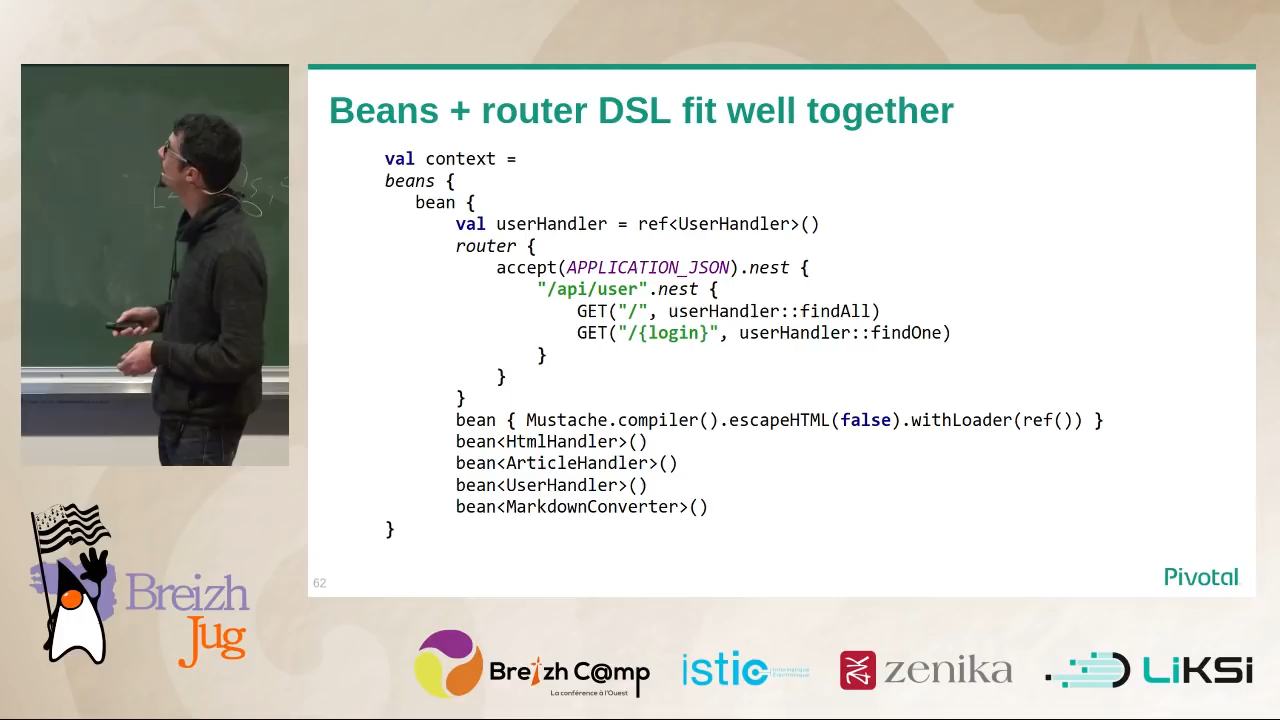 Beans + router DSL fit well together
val context =
beans {
bean {
val userHandler = ref<UserHandler>()
router {
accept(APPLICATION_JSON).nest {
"/api/user".nest {
GET("/", userHandler::findAll)
GET("/{login}", userHandler::findOne)
}
}
}
bean { Mustache.compiler().escapeHTML(false).withLoader(ref()) }
bean<HtmlHandler>()
bean<ArticleHandler>()
bean<UserHandler>()
bean<MarkdownConverter>()
}
62
Pivotal
Breizh
Jug
Breizh C@mp
La conférence à l'Ouest
istic
Informatique
Électronique
zenika
LiKSi